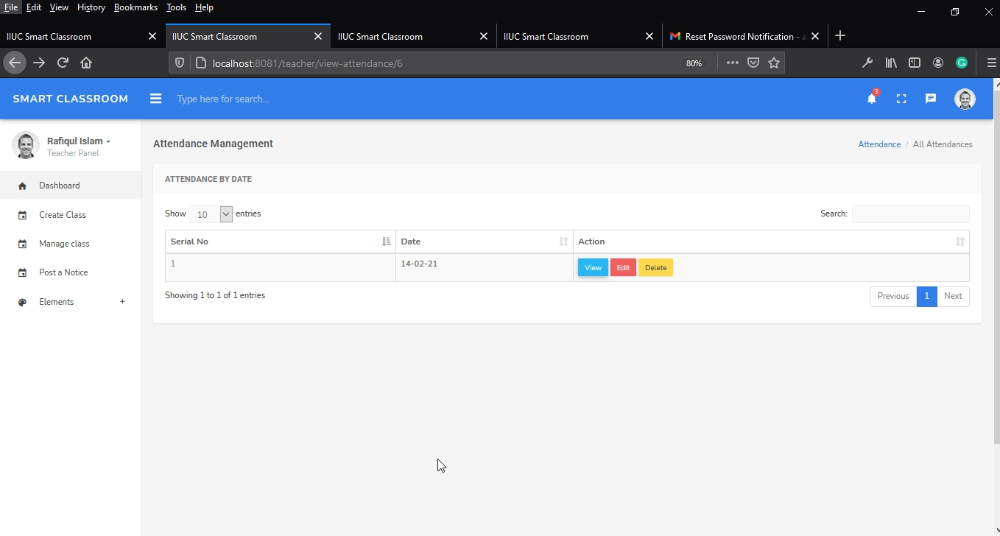 File Edit View History Bookmarks Tools Help
IIUC Smart Classroom IIUC Smart Classroom IIUC Smart Classroom IIUC Smart Classroom Reset Password Notification -
localhost:8081/teacher/view-attendance/6 80%
SMART CLASSROOM Type here for search... 3
Rafiqul Islam
Teacher Panel
Dashboard
Create Class
Manage class
Post a Notice
Elements +
Attendance Management Attendance / All Attendances
ATTENDANCE BY DATE
Show 10 entries Search:
Serial No Date Action
1 14-02-21 View Edit Delete
Showing 1 to 1 of 1 entries Previous 1 Next